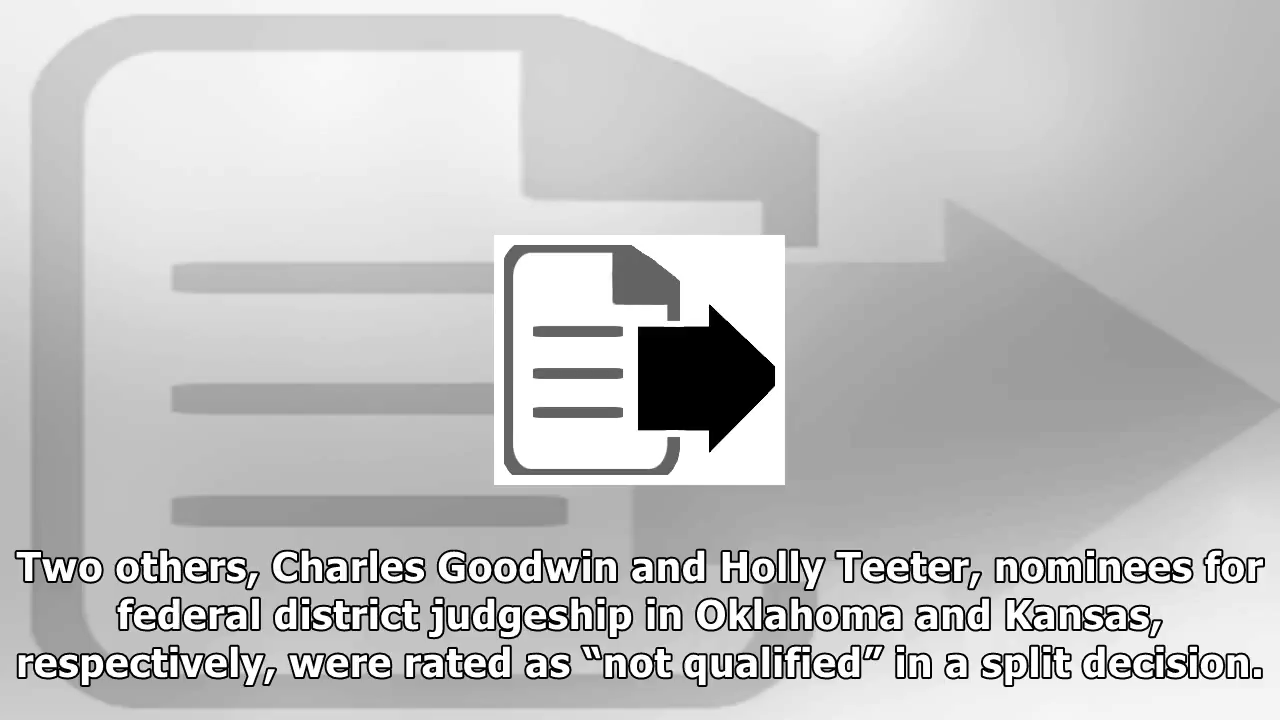 Two others, Charles Goodwin and Holly Teeter, nominees for
federal district judgeship in Oklahoma and Kansas,
respectively, were rated as “not qualified” in a split decision.